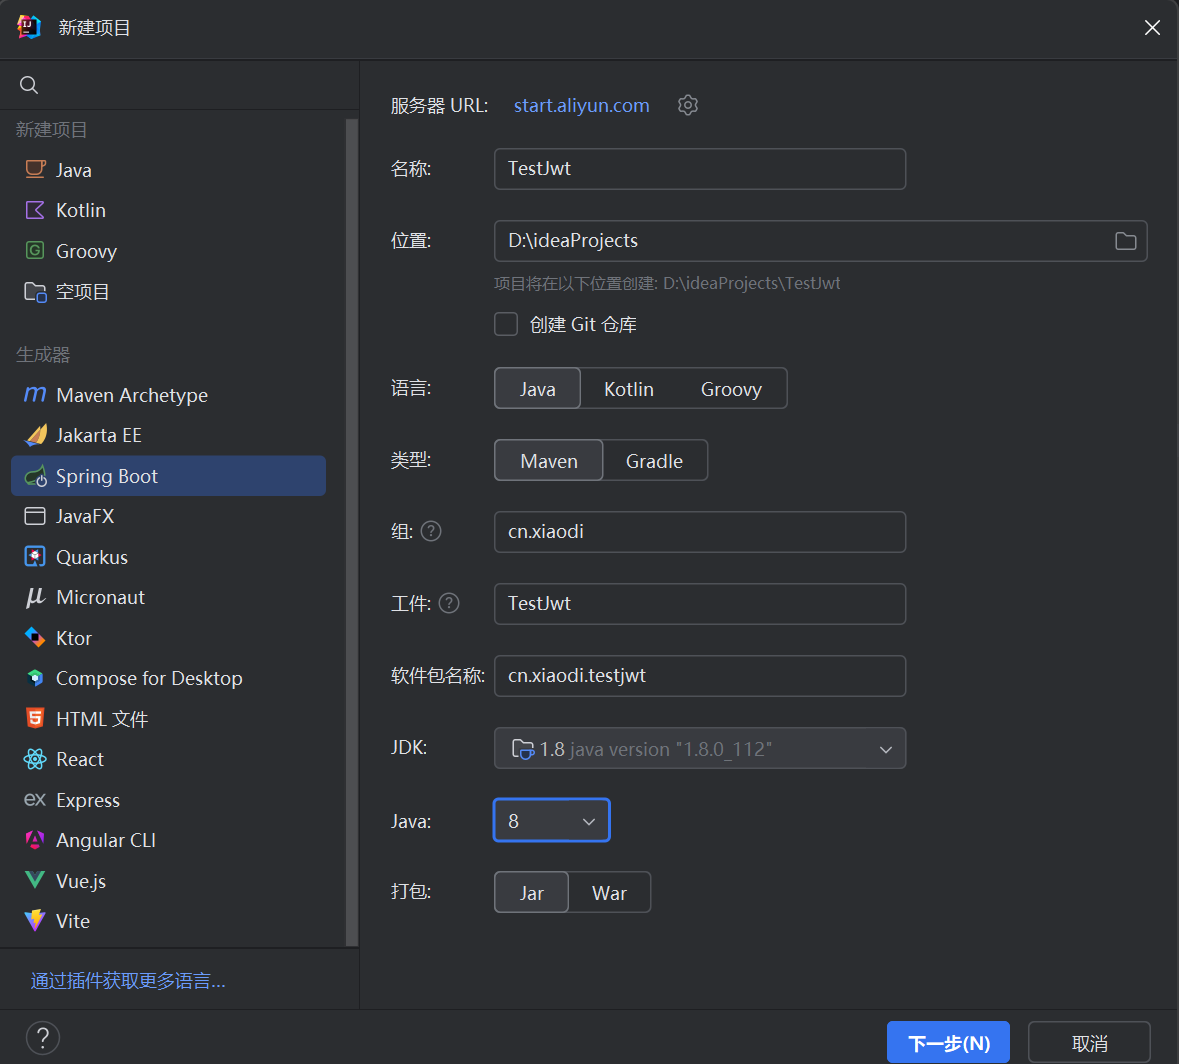 新建项目
新建项目
Java
Kotlin
Groovy
空项目
生成器
Maven Archetype
Jakarta EE
Spring Boot
JavaFX
Quarkus
Micronaut
Ktor
Compose for Desktop
HTML 文件
React
Express
Angular CLI
Vue.js
Vite
通过插件获取更多语言...
服务器 URL: start.aliyun.com
名称: TestJwt
位置: D:\ideaProjects
项目将在以下位置创建: D:\ideaProjects\TestJwt
创建 Git 仓库
语言: Java Kotlin Groovy
类型: Maven Gradle
组: cn.xiaodi
工件: TestJwt
软件包名称: cn.xiaodi.testjwt
JDK: 1.8 java version "1.8.0_112"
Java: 8
打包: Jar War
下一步(N) 取消